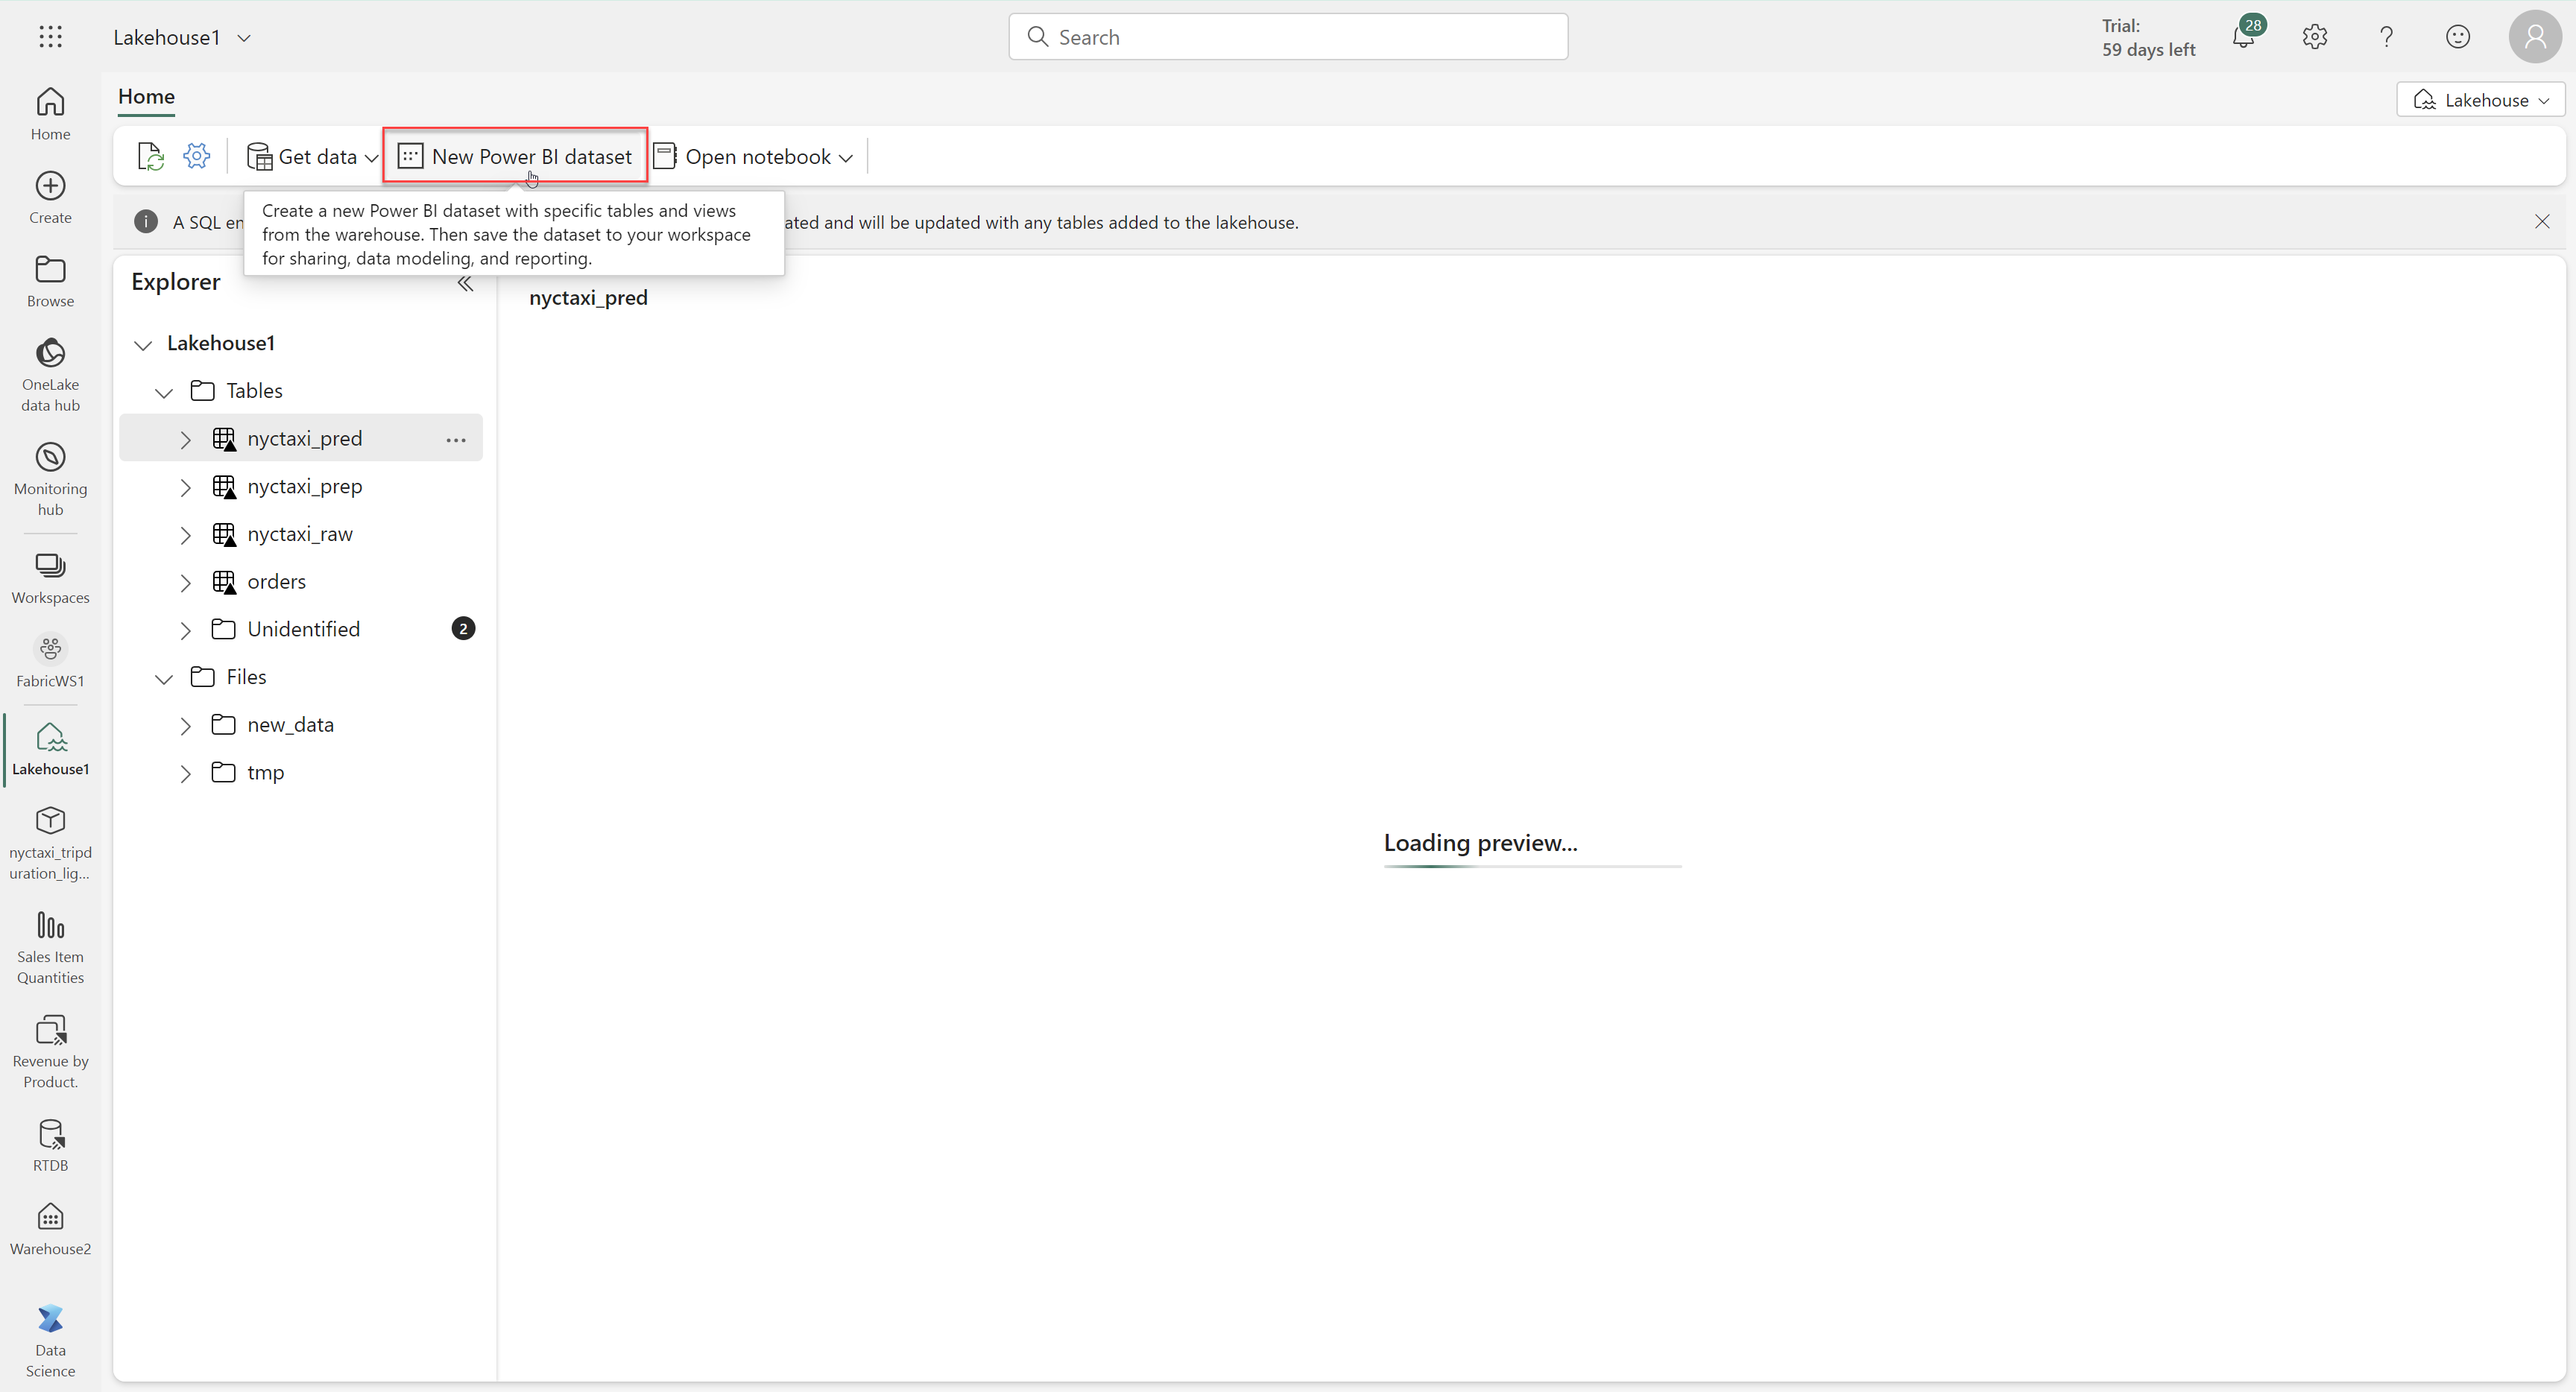 Lakehouse1
Search
Trial:
59 days left
28
Home
Lakehouse
Get data
New Power BI dataset
Open notebook
A SQL en
ated and will be updated with any tables added to the lakehouse.
Create a new Power BI dataset with specific tables and views
from the warehouse. Then save the dataset to your workspace
for sharing, data modeling, and reporting.
Home
Create
Browse
OneLake
data hub
Monitoring
hub
Workspaces
FabricWS1
Lakehouse1
nyctaxi_tripd
uration_lig...
Sales Item
Quantities
Revenue by
Product.
RTDB
Warehouse2
Data
Science
Explorer
Lakehouse1
Tables
nyctaxi_pred
nyctaxi_prep
nyctaxi_raw
orders
Unidentified
2
Files
new_data
tmp
nyctaxi_pred
Loading preview...